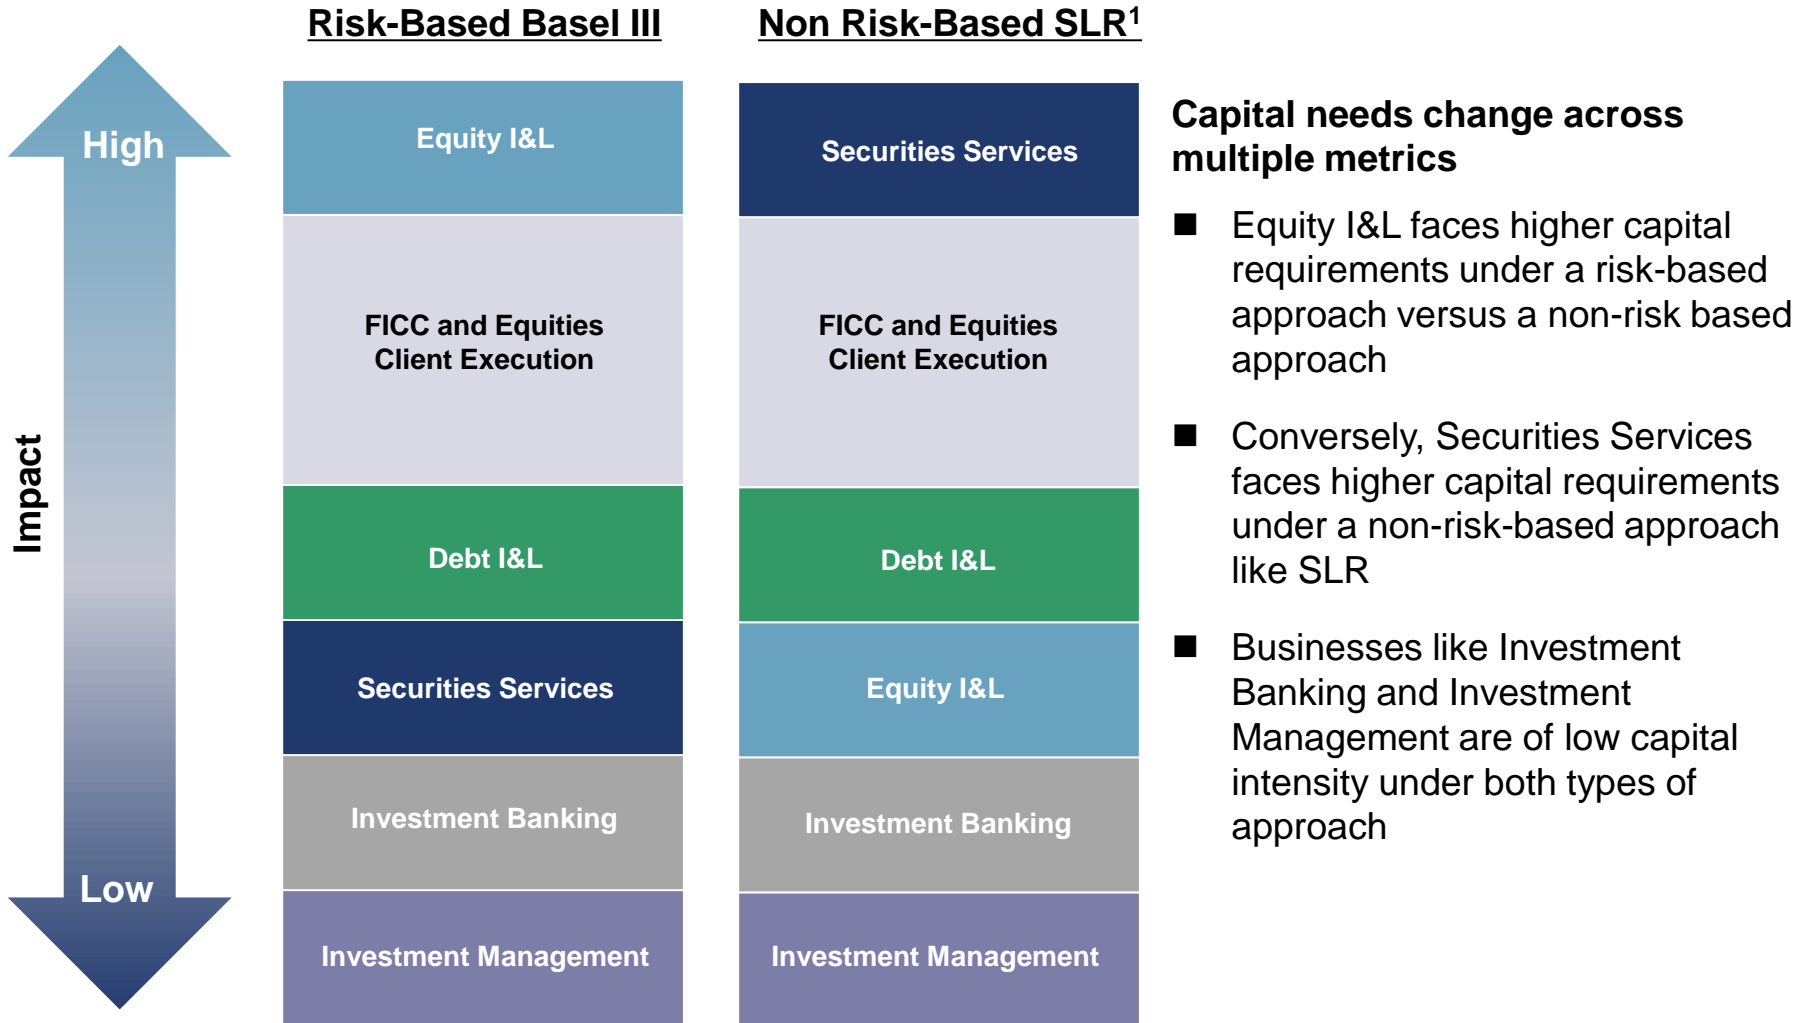 Risk-Based Basel III
Non Risk-Based SLR¹
High
Impact
Low
Equity I&L
FICC and Equities
Client Execution
Debt I&L
Securities Services
Investment Banking
Investment Management
Securities Services
FICC and Equities
Client Execution
Debt I&L
Equity I&L
Investment Banking
Investment Management
Capital needs change across
multiple metrics
■ Equity I&L faces higher capital
requirements under a risk-based
approach versus a non-risk based
approach
■ Conversely, Securities Services
faces higher capital requirements
under a non-risk-based approach
like SLR
■ Businesses like Investment
Banking and Investment
Management are of low capital
intensity under both types of
approach